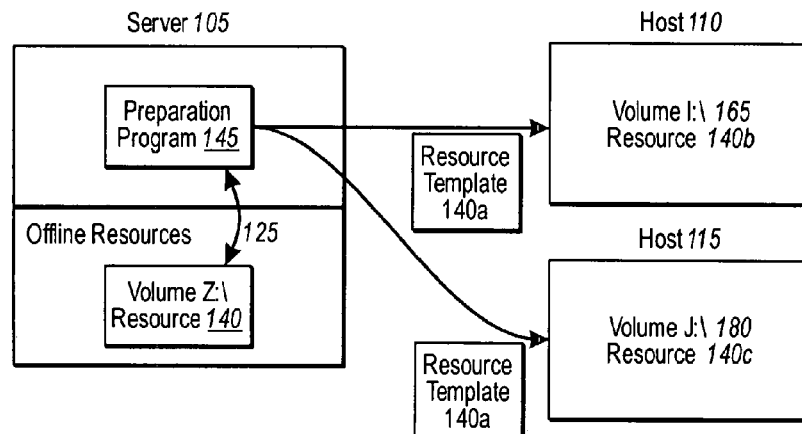 Server 105
Preparation
Program 145
Offline Resources
125
Volume Z:\
Resource 140
Resource
Template
140a
Resource
Template
140a
Host 110
Volume I:\ 165
Resource 140b
Host 115
Volume J:\ 180
Resource 140c